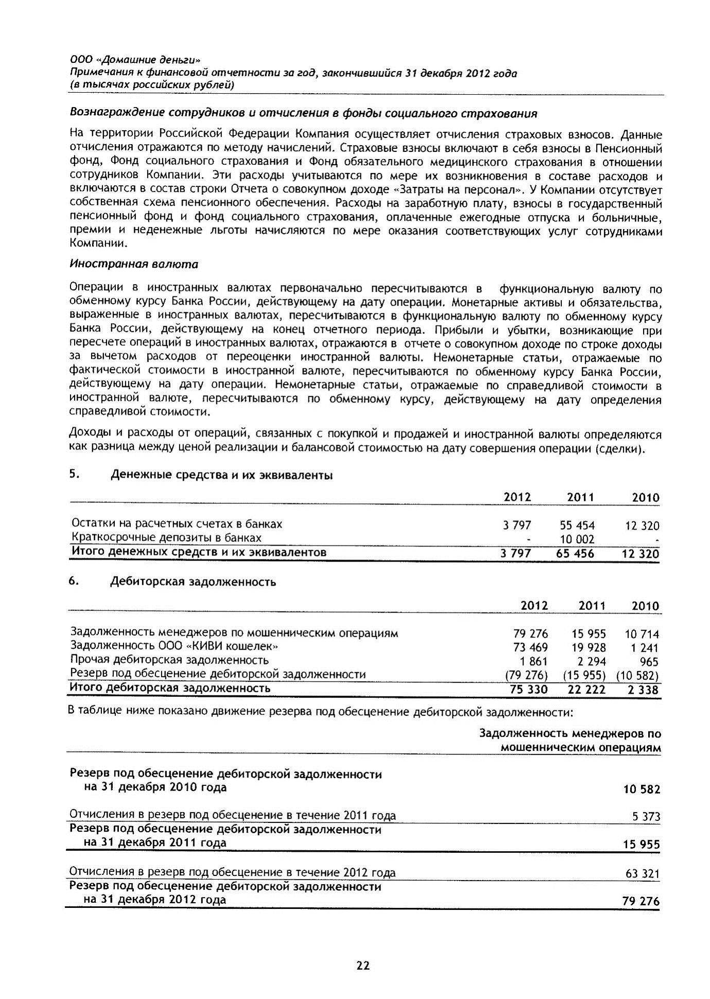 ООО «Домашние деньги»
Примечания к финансовой отчетности за год, закончившийся 31 декабря 2012 года
(в тысячах российских рублей)
Вознаграждение сотрудников и отчисления в фонды социального страхования
На территории Российской Федерации Компания осуществляет отчисления страховых взносов. Данные
отчисления отражаются по методу начислений. Страховые взносы включают в себя взносы в Пенсионный
фонд, Фонд социального страхования и Фонд обязательного медицинского страхования в отношении
сотрудников Компании. Эти расходы учитываются по мере их возникновения в составе расходов и
включаются в состав строки Отчета о совокупном доходе «Затраты на персонал». У Компании отсутствует
собственная схема пенсионного обеспечения. Расходы на заработную плату, взносы в государственный
пенсионный фонд и фонд социального страхования, оплаченные ежегодные отпуска и больничные,
премии и неденежные льготы начисляются по мере оказания соответствующих услуг сотрудниками
Компании.
Иностранная валюта
Операции в иностранных валютах первоначально пересчитываются в функциональную валюту по
обменному курсу Банка России, действующему на дату операции. Монетарные активы и обязательства,
выраженные в иностранных валютах, пересчитываются в функциональную валюту по обменному курсу
Банка России, действующему на конец отчетного периода. Прибыли и убытки, возникающие при
пересчете операций в иностранных валютах, отражаются в отчете о совокупном доходе по строке доходы
за вычетом расходов от переоценки иностранной валюты. Немонетарные статьи, отражаемые по
фактической стоимости в иностранной валюте, пересчитываются по обменному курсу Банка России,
действующему на дату операции. Немонетарные статьи, отражаемые по справедливой стоимости в
иностранной валюте, пересчитываются по обменному курсу, действующему на дату определения
справедливой стоимости.
Доходы и расходы от операций, связанных с покупкой и продажей и иностранной валюты определяются
как разница между ценой реализации и балансовой стоимостью на дату совершения операции (сделки).
5. Денежные средства и их эквиваленты
2012 2011 2010
Остатки на расчетных счетах в банках 3 797 55 454 12 320
Краткосрочные депозиты в банках - 10 002 -
Итого денежных средств и их эквивалентов 3 797 65 456 12 320
6. Дебиторская задолженность
2012 2011 2010
Задолженность менеджеров по мошенническим операциям 79 276 15 955 10 714
Задолженность ООО «КИВИ кошелек» 73 469 19 928 1 241
Прочая дебиторская задолженность 1 861 2 294 965
Резерв под обесценение дебиторской задолженности (79 276) (15 955) (10 582)
Итого дебиторская задолженность 75 330 22 222 2 338
В таблице ниже показано движение резерва под обесценение дебиторской задолженности:
Задолженность менеджеров по
мошенническим операциям
Резерв под обесценение дебиторской задолженности
на 31 декабря 2010 года 10 582
Отчисления в резерв под обесценение в течение 2011 года 5 373
Резерв под обесценение дебиторской задолженности
на 31 декабря 2011 года 15 955
Отчисления в резерв под обесценение в течение 2012 года 63 321
Резерв под обесценение дебиторской задолженности
на 31 декабря 2012 года 79 276
22